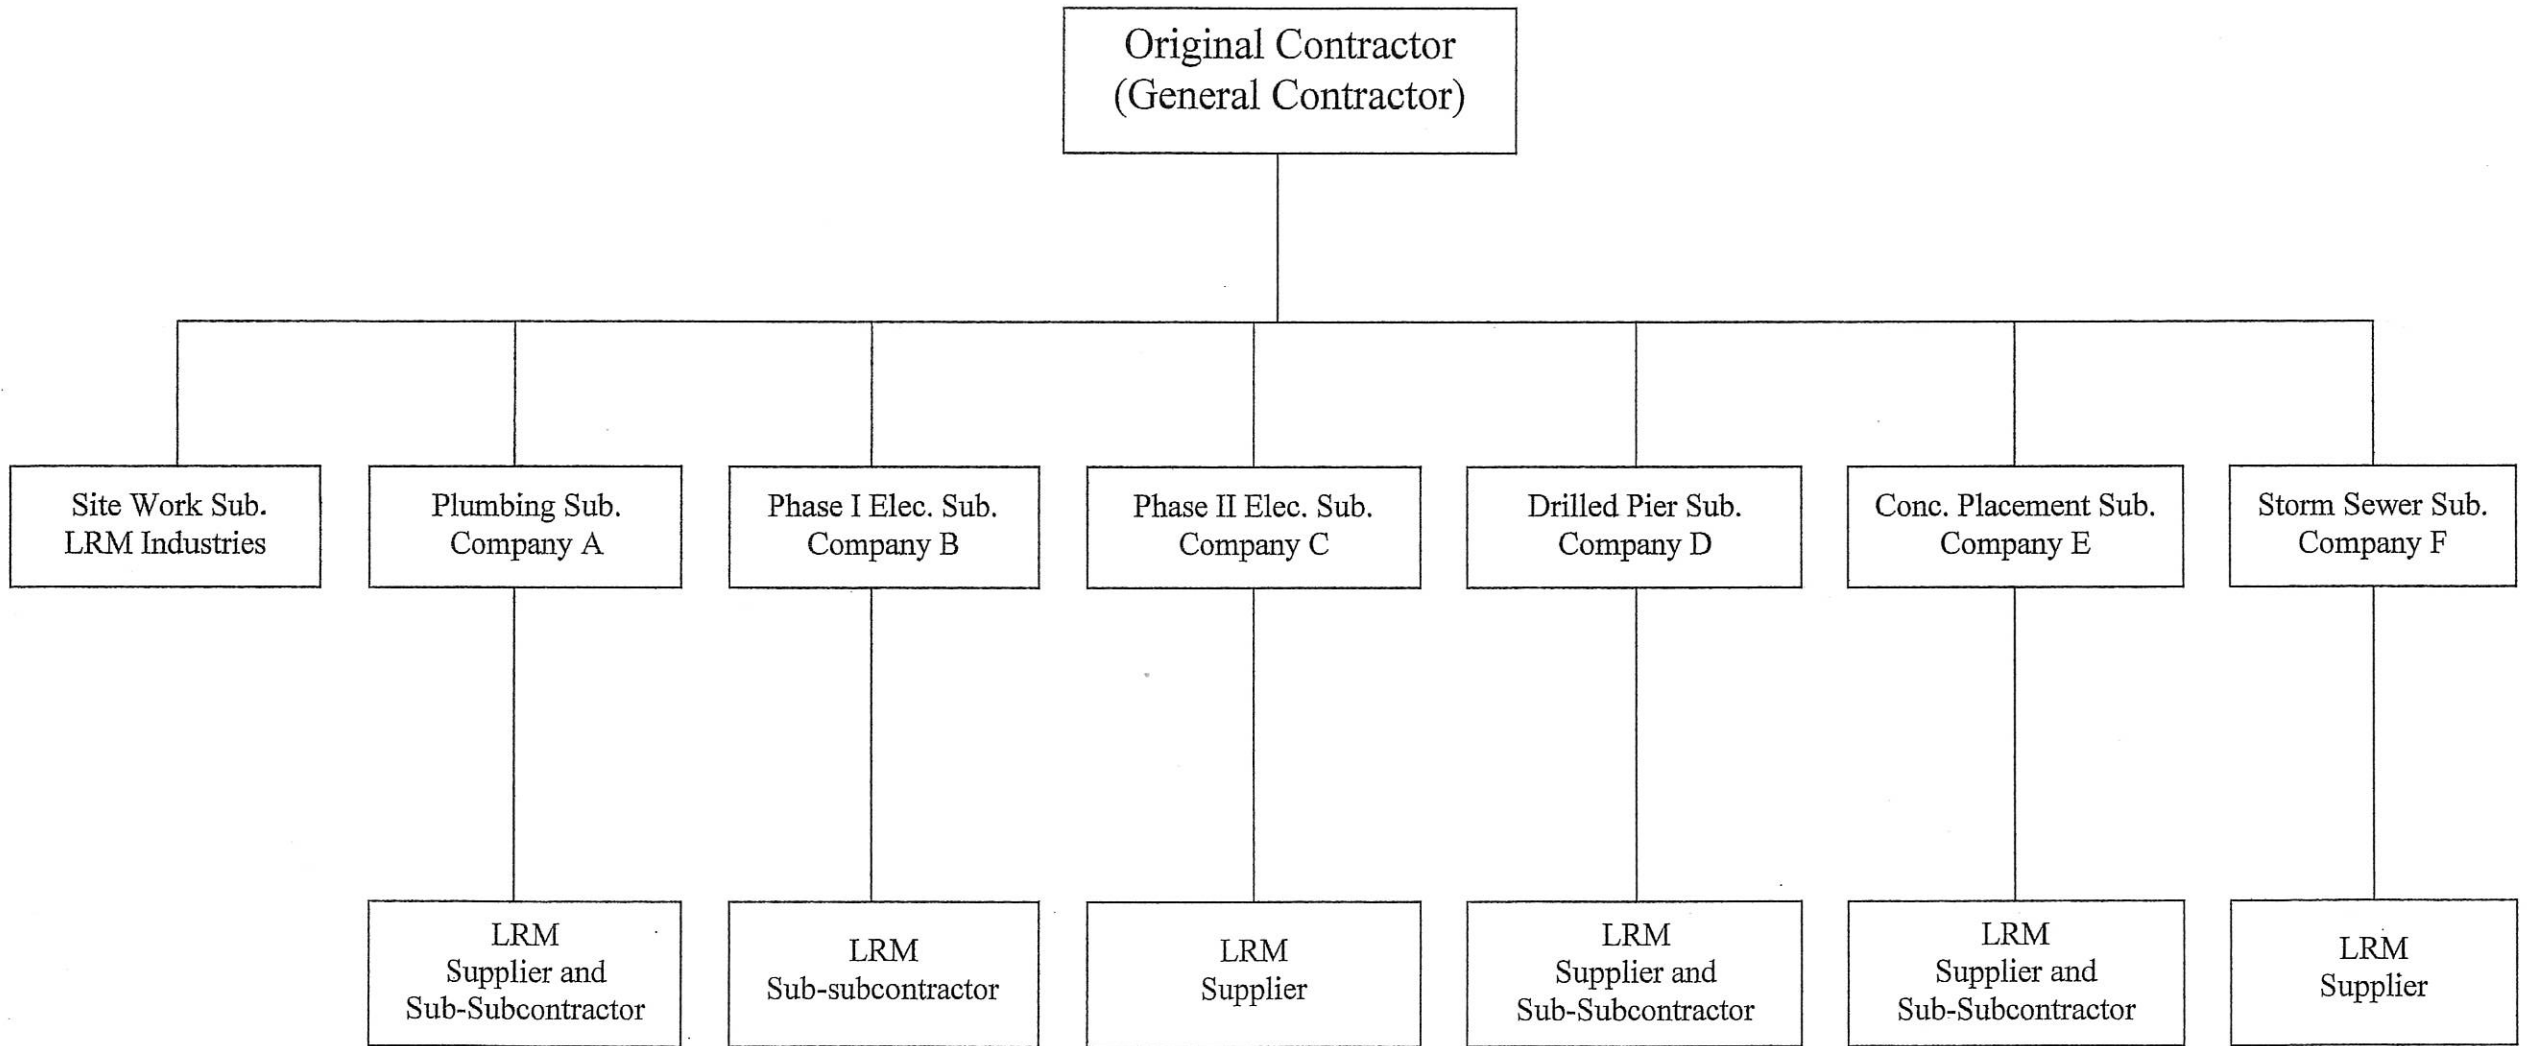 Original Contractor
(General Contractor)
Site Work Sub.
LRM Industries
Plumbing Sub.
Company A
Phase I Elec. Sub.
Company B
Phase II Elec. Sub.
Company C
Drilled Pier Sub.
Company D
Conc. Placement Sub.
Company E
Storm Sewer Sub.
Company F
LRM
Supplier and
Sub-Subcontractor
LRM
Sub-subcontractor
LRM
Supplier
LRM
Supplier and
Sub-Subcontractor
LRM
Supplier and
Sub-Subcontractor
LRM
Supplier